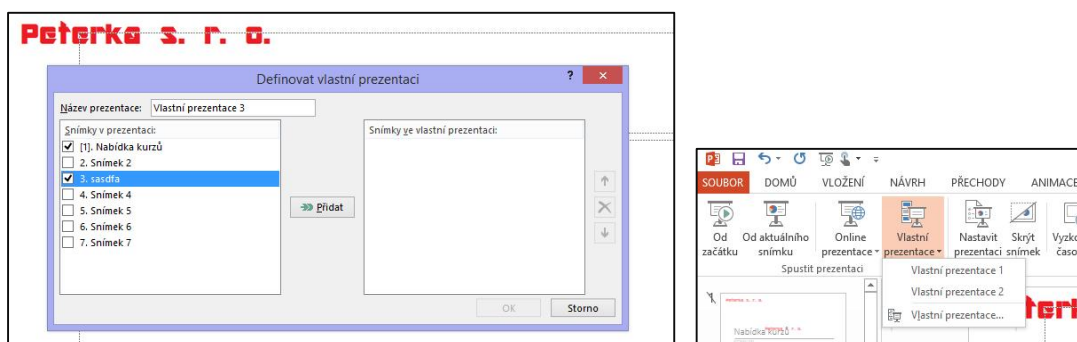 Peterka s. r. o.
Definovat vlastní prezentaci
? ×
Název prezentace: Vlastní prezentace 3
Snímky v prezentaci:
[1]. Nabídka kurzů
2. Snímek 2
3. sasdfa
4. Snímek 4
5. Snímek 5
6. Snímek 6
7. Snímek 7
Přidat
Snímky ve vlastní prezentaci:
OK Storno
SOUBOR DOMŮ VLOŽENÍ NÁVRH PŘECHODY ANIMACE
Od začátku
Od aktuálního snímku
Online prezentace
Vlastní prezentace
Nastavit prezentaci
Skrýt snímek
Spustit prezentaci
Vlastní prezentace 1
Vlastní prezentace 2
Vlastní prezentace...
Nabídka kurzů